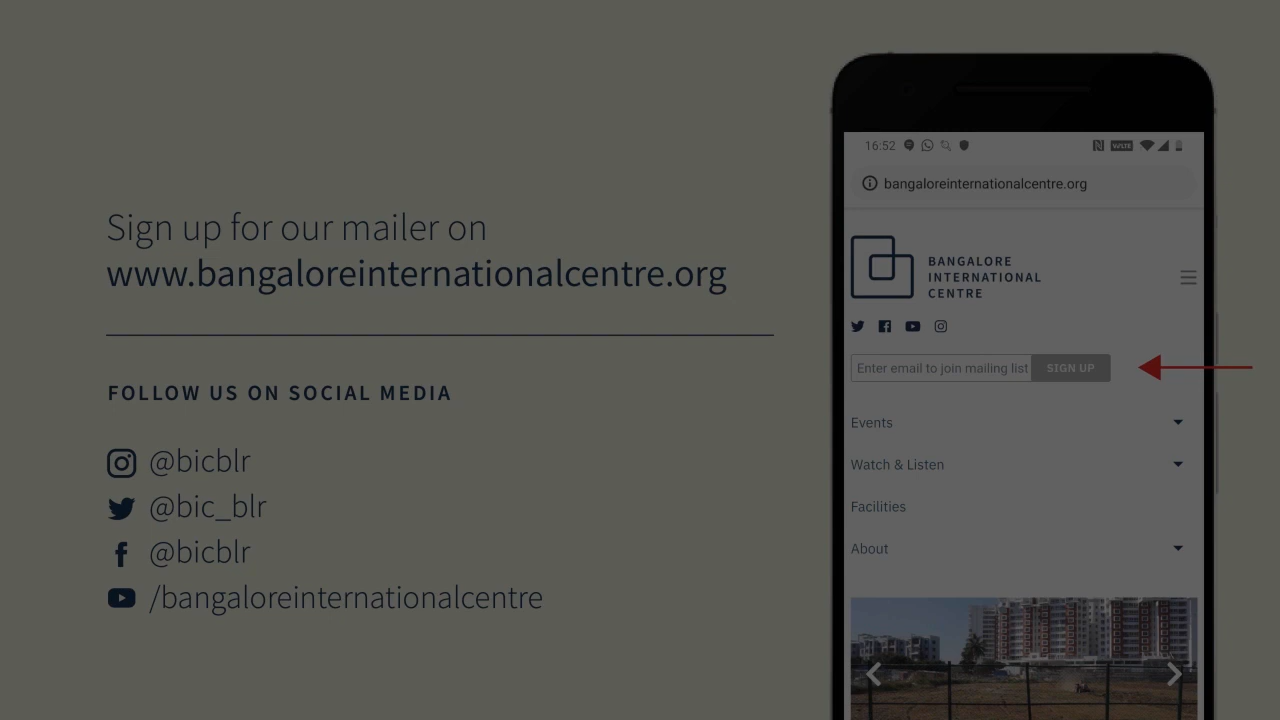 Sign up for our mailer on
www.bangaloreinternationalcentre.org
FOLLOW US ON SOCIAL MEDIA
@bicblr
@bic_blr
@bicblr
/bangaloreinternationalcentre
16.52
VoLTE
bangaloreinternationalcentre.org
BANGALORE
INTERNATIONAL
CENTRE
Enter email to join mailing list
SIGN UP
Events
Watch & Listen
Facilities
About